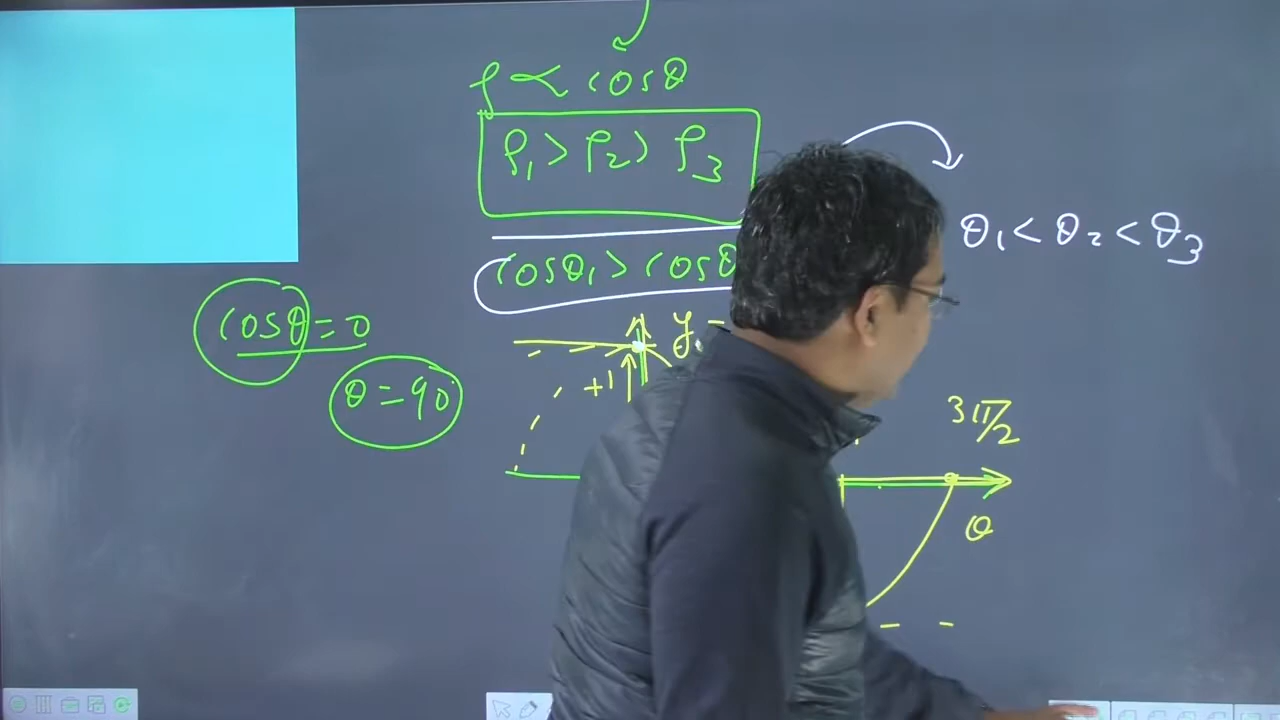 ρ ∝ cosθ
ρ₁ > ρ₂ > ρ₃
θ₁ < θ₂ < θ₃
cosθ₁ > cosθ
cosθ = 0
θ = 90°
y =
+1
3π/2
θ